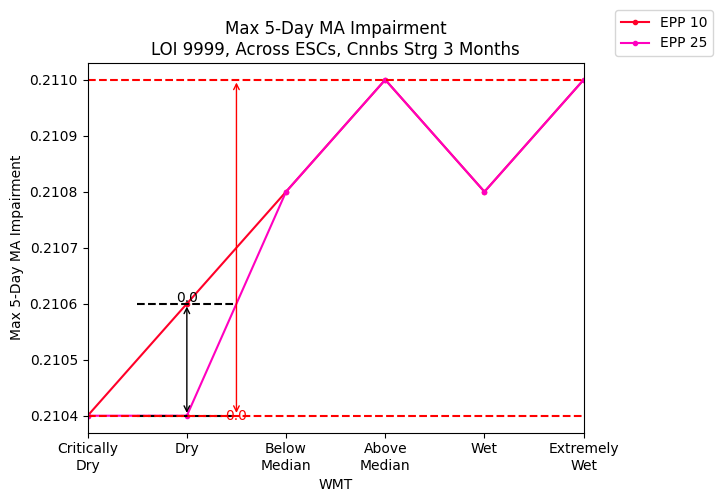 Max 5-Day MA Impairment
LOI 9999, Across ESCs, Cnnbs Strg 3 Months
EPP 10
EPP 25
Max 5-Day MA Impairment
0.2110
0.2109
0.2108
0.2107
0.2106
0.2105
0.2104
0.0
0.0
Critically
Dry
Dry
Below
Median
Above
Median
Wet
Extremely
Wet
WMT